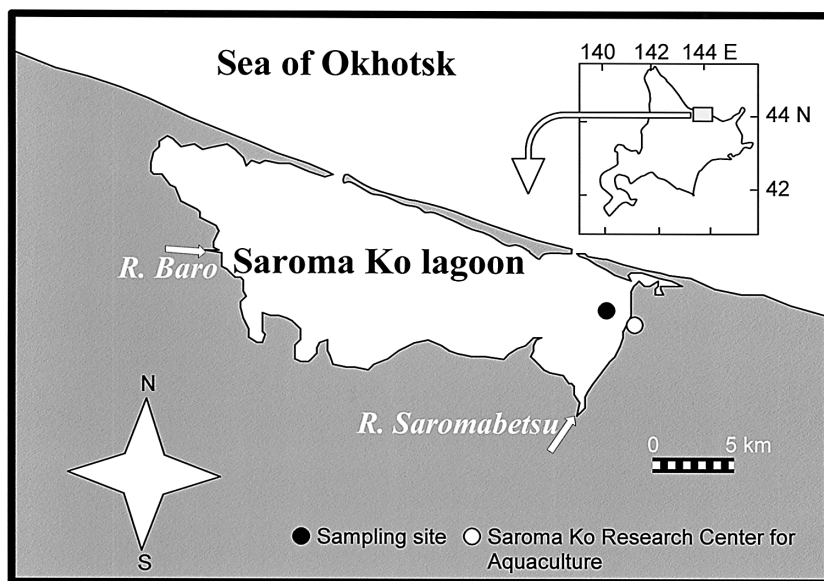 Sea of Okhotsk
140 142 144 E
44 N
42
R. Baro
Saroma Ko lagoon
N
R. Saromabetsu
0 5 km
S
Sampling site
Saroma Ko Research Center for
Aquaculture